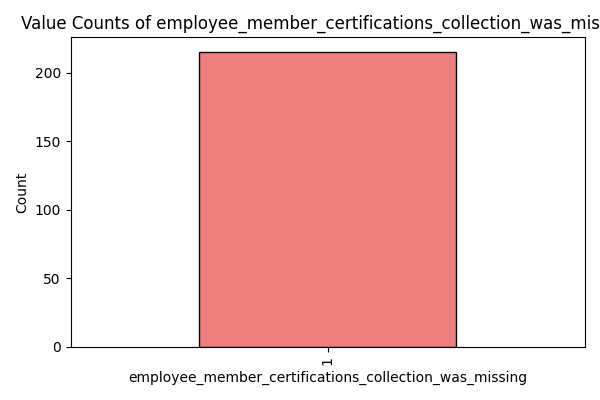 Value Counts of employee_member_certifications_collection_was_mis
200
150
100
50
0
Count
1
employee_member_certifications_collection_was_missing